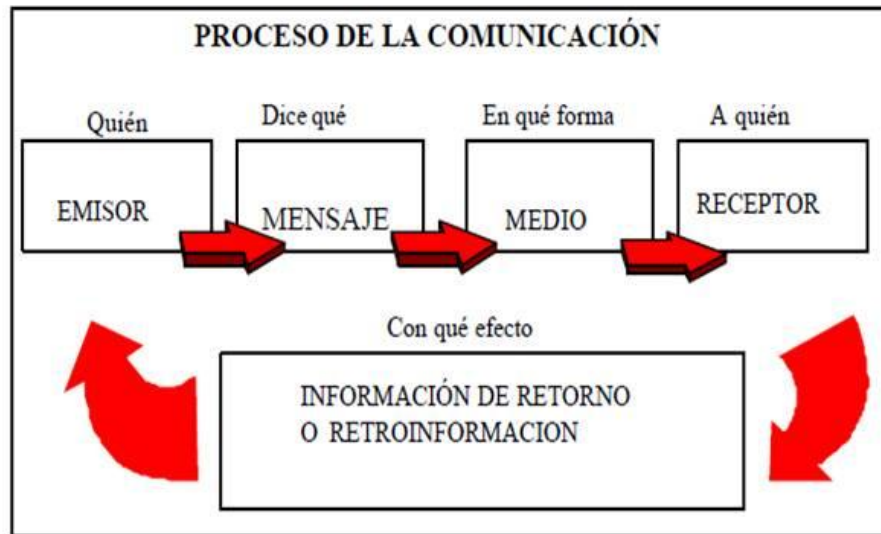 PROCESO DE LA COMUNICACIÓN
Quién
Dice qué
En qué forma
A quién
EMISOR
MENSAJE
MEDIO
RECEPTOR
Con qué efecto
INFORMACIÓN DE RETORNO
O RETROINFORMACION